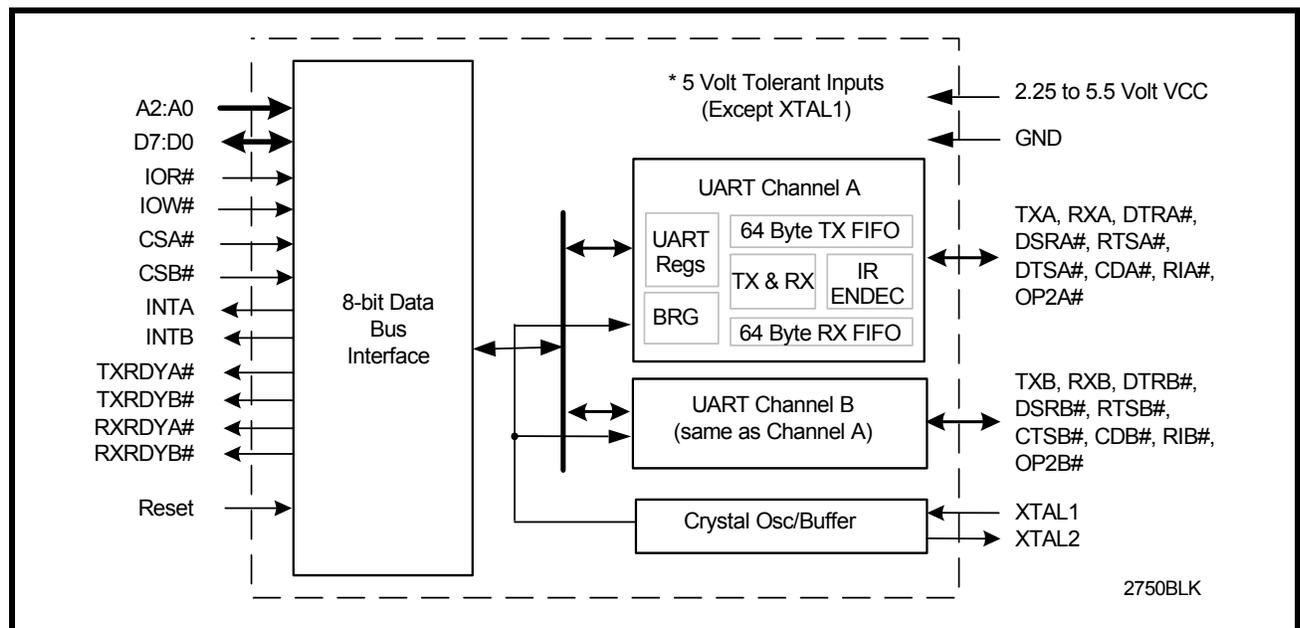 A2:A0
D7:D0
IOR#
IOW#
CSA#
CSB#
INTA
INTB
TXRDYA#
TXRDYB#
RXRDYA#
RXRDYB#
Reset
8-bit Data
Bus
Interface
* 5 Volt Tolerant Inputs
(Except XTAL1)
UART Channel A
UART
Regs
BRG
64 Byte TX FIFO
TX & RX
IR
ENDEC
64 Byte RX FIFO
UART Channel B
(same as Channel A)
Crystal Osc/Buffer
2.25 to 5.5 Volt VCC
GND
TXA, RXA, DTRA#,
DSRA#, RTSA#,
DTSA#, CDA#, RIA#,
OP2A#
TXB, RXB, DTRB#,
DSRB#, RTSB#,
CTSB#, CDB#, RIB#,
OP2B#
XTAL1
XTAL2
2750BLK